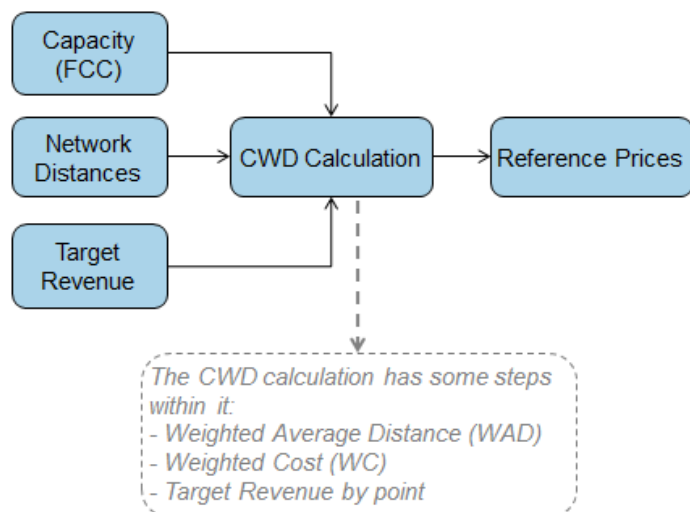 Capacity
(FCC)
Network
Distances
CWD Calculation
Reference Prices
Target
Revenue
The CWD calculation has some steps
within it:
- Weighted Average Distance (WAD)
- Weighted Cost (WC)
- Target Revenue by point